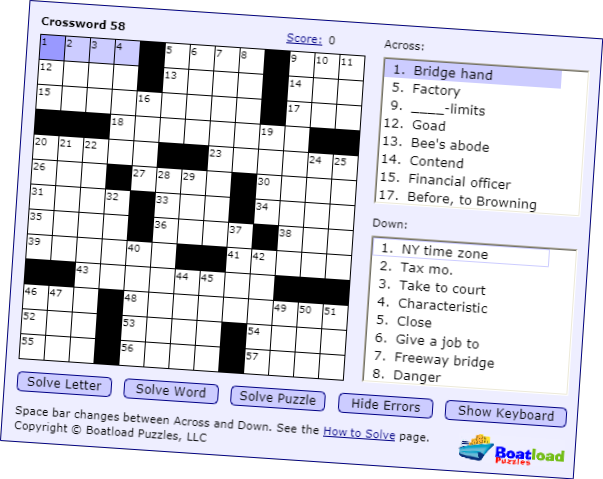 Crossword 58
Score: 0
1 2 3 4 5 6 7 8 9 10 11
12 13 14
15 16 17
18 19
20 21 22 23 24 25
26 27 28 29 30
31 32 33 34
35 36 37 38
39 40 41 42
43 44 45
46 47 48 49 50 51
52 53 54
55 56 57
Across:
1. Bridge hand
5. Factory
9. ____-limits
12. Goad
13. Bee's abode
14. Contend
15. Financial officer
17. Before, to Browning
Down:
1. NY time zone
2. Tax mo.
3. Take to court
4. Characteristic
5. Close
6. Give a job to
7. Freeway bridge
8. Danger
Solve Letter Solve Word Solve Puzzle Hide Errors Show Keyboard
Space bar changes between Across and Down. See the How to Solve page.
Copyright © Boatload Puzzles, LLC
Boatload
Puzzles